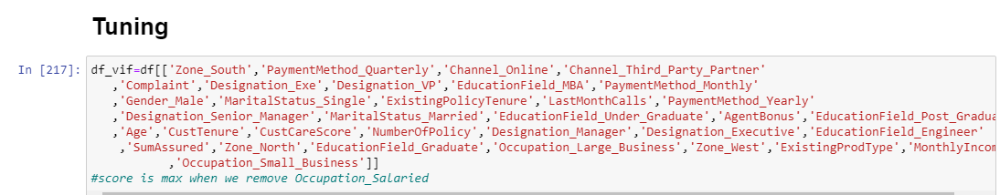 Tuning
In [217]: df_vif=df[['Zone_South','PaymentMethod_Quarterly','Channel_Online','Channel_Third_Party_Partner'
,'Complaint','Designation_Exe','Designation_VP','EducationField_MBA','PaymentMethod_Monthly'
,'Gender_Male','MaritalStatus_Single','ExistingPolicyTenure','LastMonthCalls','PaymentMethod_Yearly'
,'Designation_Senior_Manager','MaritalStatus_Married','EducationField_Under_Graduate','AgentBonus','EducationField_Post_Gradua
,'Age','CustTenure','CustCareScore','NumberOfPolicy','Designation_Manager','Designation_Executive','EducationField_Engineer'
,'SumAssured','Zone_North','EducationField_Graduate','Occupation_Large_Business','Zone_West','ExistingProdType','MonthlyIncom
,'Occupation_Small_Business']]
#score is max when we remove Occupation_Salaried